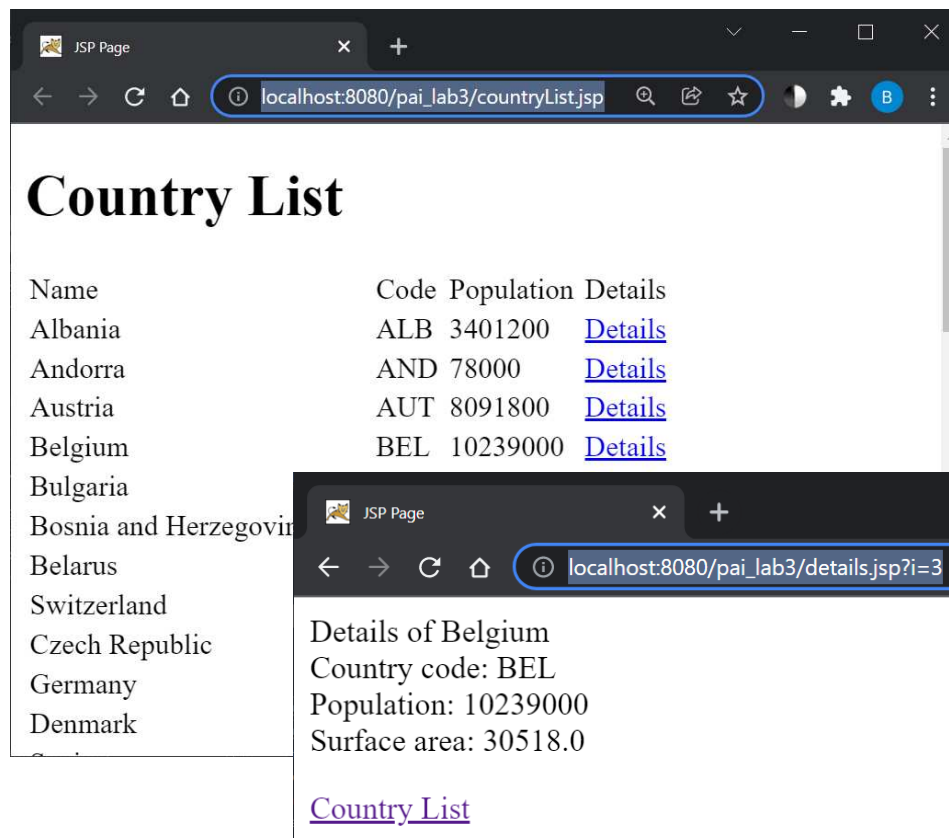 JSP Page
localhost:8080/pai_lab3/countryList.jsp
B
Country List
Name Code Population Details
Albania ALB 3401200 Details
Andorra AND 78000 Details
Austria AUT 8091800 Details
Belgium BEL 10239000 Details
Bulgaria
Bosnia and Herzegovin
Belarus
Switzerland
Czech Republic
Germany
Denmark
JSP Page
localhost:8080/pai_lab3/details.jsp?i=3
Details of Belgium
Country code: BEL
Population: 10239000
Surface area: 30518.0
Country List